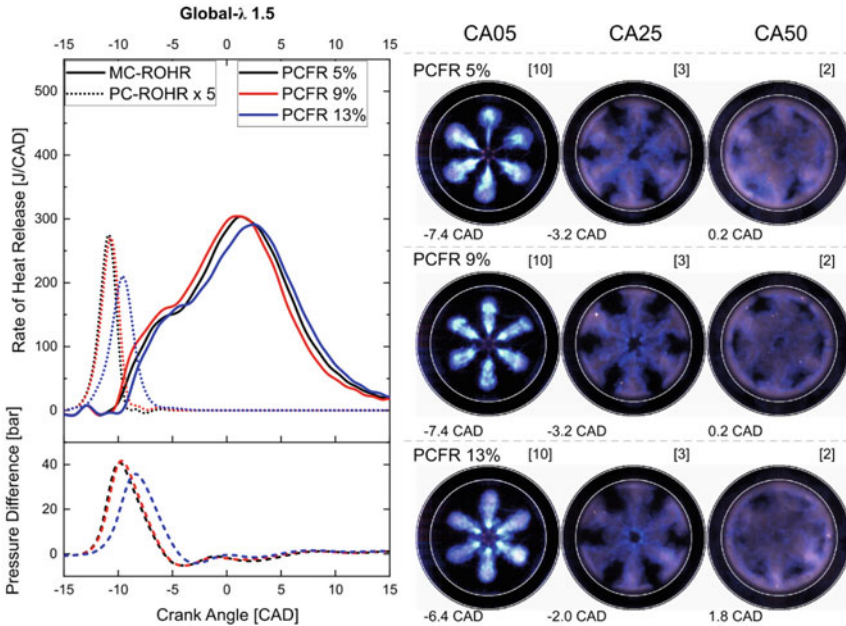 Global-λ 1.5
-15 -10 -5 0 5 10 15
MC-ROHR
PC-ROHR x 5
PCFR 5%
PCFR 9%
PCFR 13%
500
400
300
200
100
0
Rate of Heat Release [J/CAD]
40
20
0
Pressure Difference [bar]
-15 -10 -5 0 5 10 15
Crank Angle [CAD]
CA05 CA25 CA50
PCFR 5% [10] [3] [2]
-7.4 CAD -3.2 CAD 0.2 CAD
PCFR 9% [10] [3] [2]
-7.4 CAD -3.2 CAD 0.2 CAD
PCFR 13% [10] [3] [2]
-6.4 CAD -2.0 CAD 1.8 CAD